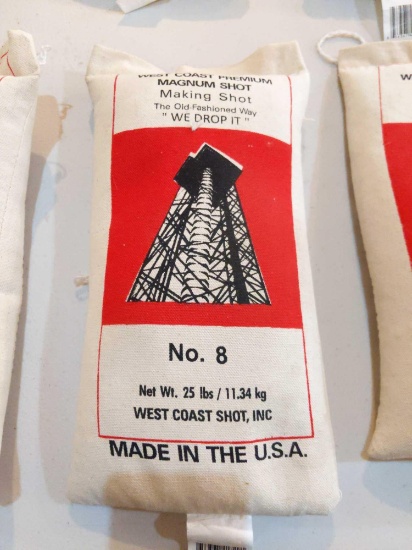 WEST COAST PREMIUM
MAGNUM SHOT
Making Shot
The Old-Fashioned Way
" WE DROP IT "
No. 8
Net Wt. 25 lbs / 11.34 kg
WEST COAST SHOT, INC
MADE IN THE U.S.A.
W